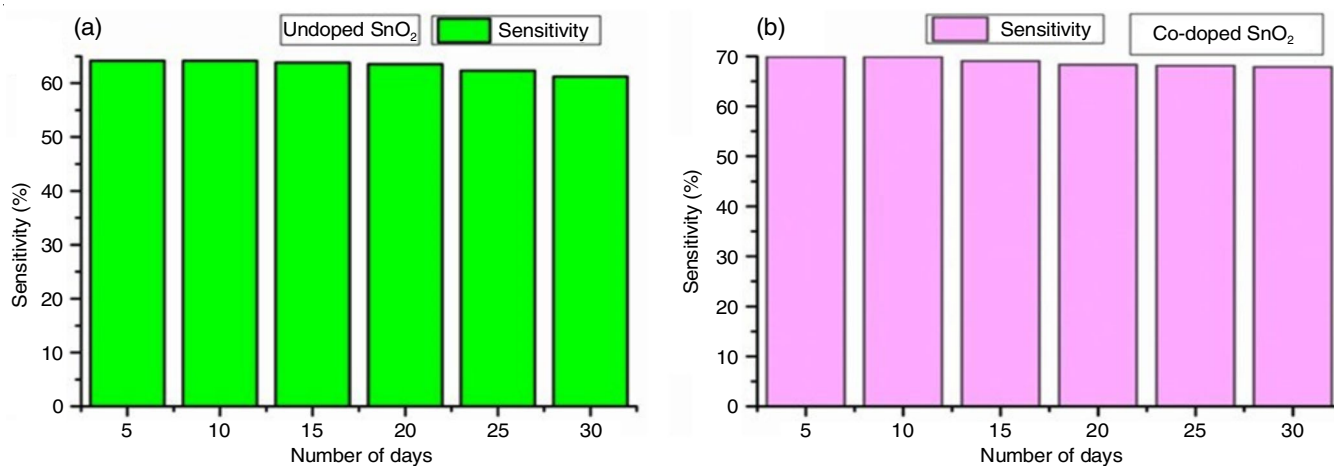 (a)
Undoped SnO₂
Sensitivity
Sensitivity (%)
60
50
40
30
20
10
0
5 10 15 20 25 30
Number of days
(b)
Sensitivity
Co-doped SnO₂
Sensitivity (%)
70
60
50
40
30
20
10
0
5 10 15 20 25 30
Number of days